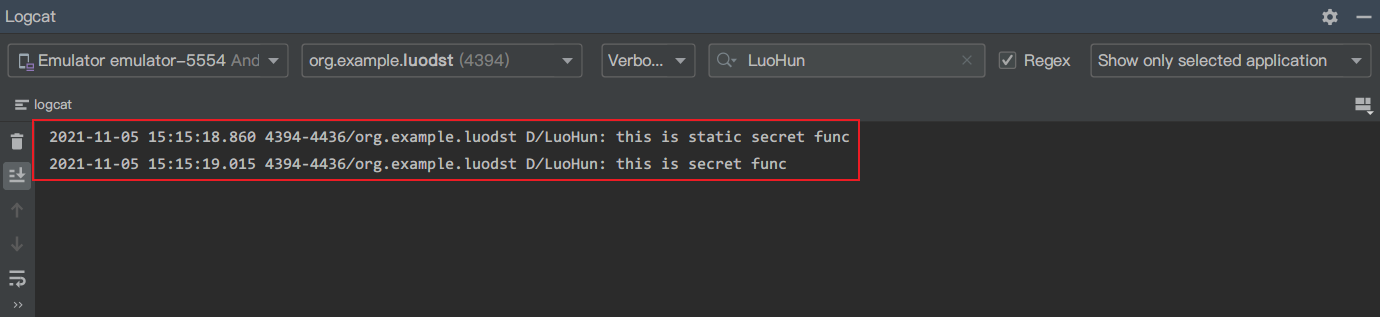 Logcat
Emulator emulator-5554 And
org.example.luodst (4394)
Verbo...
LuoHun
Regex
Show only selected application
logcat
2021-11-05 15:15:18.860 4394-4436/org.example.luodst D/LuoHun: this is static secret func
2021-11-05 15:15:19.015 4394-4436/org.example.luodst D/LuoHun: this is secret func